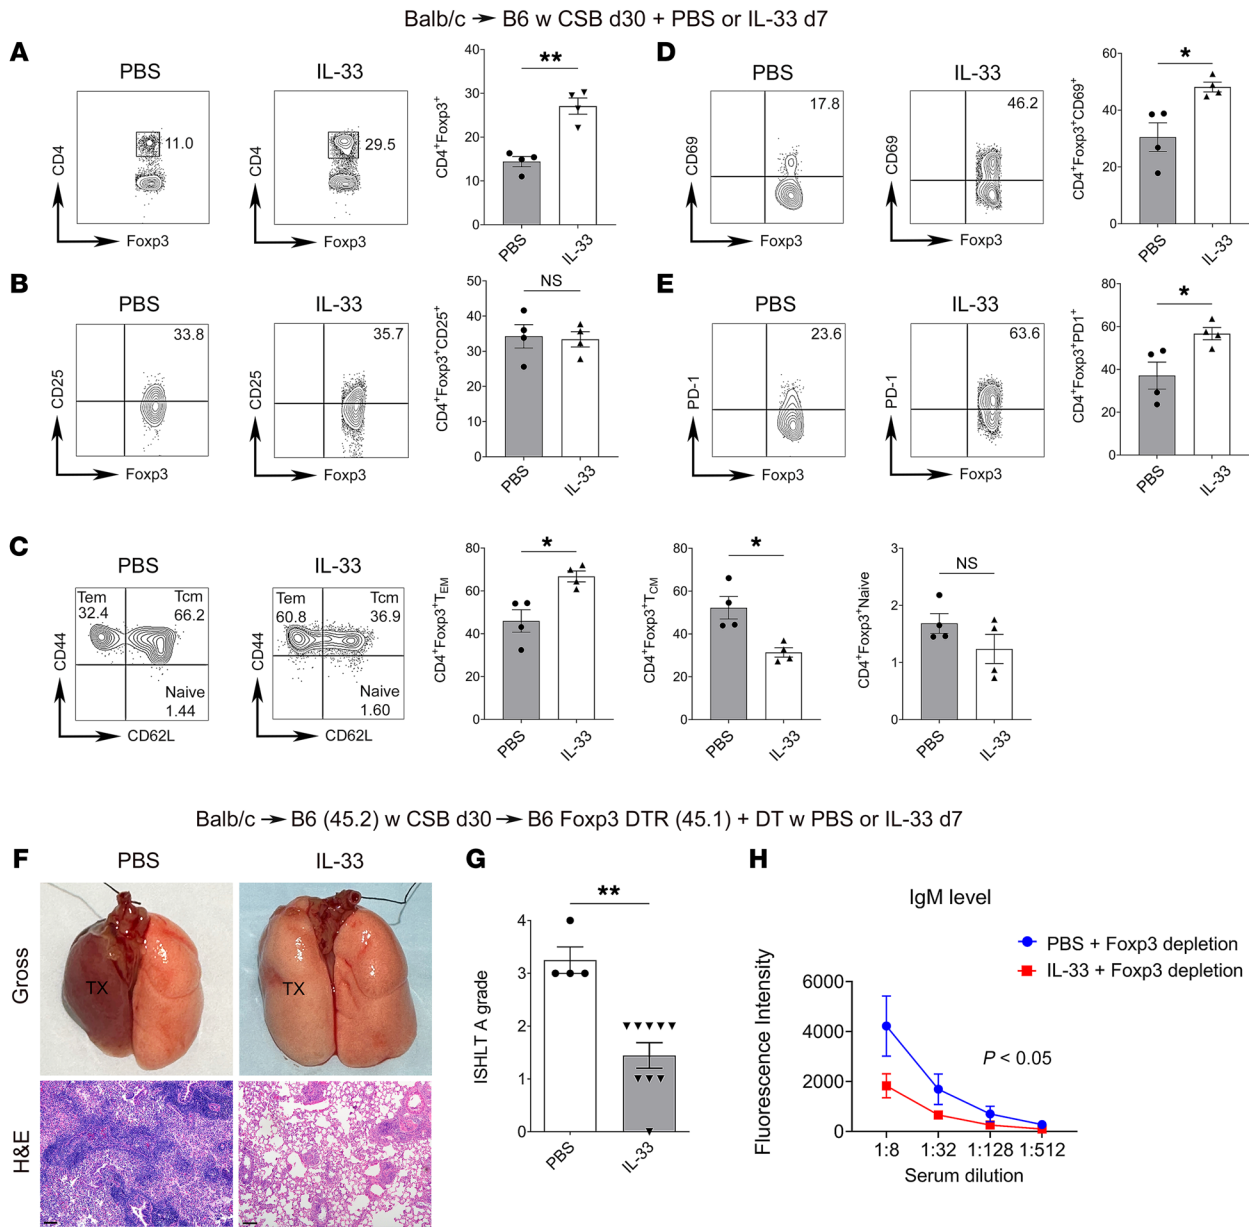 Balb/c → B6 w CSB d30 + PBS or IL-33 d7
A
PBS
IL-33
CD4
Foxp3
11.0
CD4
Foxp3
29.5
CD4+Foxp3+
40
30
20
10
0
**
PBS
IL-33
D
PBS
IL-33
CD69
Foxp3
17.8
CD69
Foxp3
46.2
CD4+Foxp3+CD69+
60
40
20
0
*
PBS
IL-33
B
PBS
IL-33
CD25
Foxp3
33.8
CD25
Foxp3
35.7
CD4+Foxp3+CD25+
50
40
30
20
10
0
NS
PBS
IL-33
E
PBS
IL-33
PD-1
Foxp3
23.6
PD-1
Foxp3
63.6
CD4+Foxp3+PD1+
80
60
40
20
0
*
PBS
IL-33
C
PBS
IL-33
CD44
CD62L
Tem
32.4
Tcm
66.2
Naive
1.44
CD44
CD62L
Tem
60.8
Tcm
36.9
Naive
1.60
CD4+Foxp3+TEM
80
60
40
20
0
*
PBS
IL-33
CD4+Foxp3+TCM
80
60
40
20
0
*
PBS
IL-33
CD4+Foxp3+Naive
3
2
1
0
NS
PBS
IL-33
Balb/c → B6 (45.2) w CSB d30 → B6 Foxp3 DTR (45.1) + DT w PBS or IL-33 d7
F
PBS
IL-33
Gross
TX
TX
H&E
G
ISHLT A grade
4
3
2
1
0
**
PBS
IL-33
H
IgM level
PBS + Foxp3 depletion
IL-33 + Foxp3 depletion
Fluorescence Intensity
6000
4000
2000
0
P < 0.05
1:8
1:32
1:128
1:512
Serum dilution